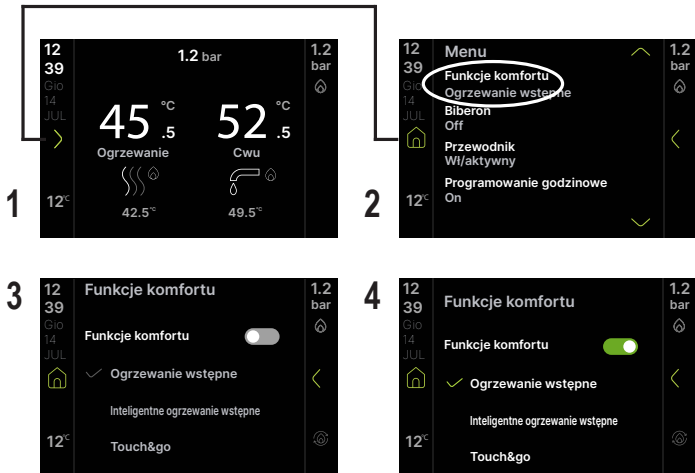 1
12
39
Gio
14
JUL
12°C
1.2 bar
1.2
bar
45.5 °C
52.5 °C
Ogrzewanie
Cwu
42.5°C
49.5°C
2
12
39
Gio
14
JUL
12°C
Menu
Funkcje komfortu
Ogrzewanie wstępne
Biberon
Off
Przewodnik
Wł/aktywny
Programowanie godzinowe
On
1.2
bar
3
12
39
Gio
14
JUL
12°C
Funkcje komfortu
Funkcje komfortu
Ogrzewanie wstępne
Inteligentne ogrzewanie wstępne
Touch&go
1.2
bar
4
12
39
Gio
14
JUL
12°C
Funkcje komfortu
Funkcje komfortu
Ogrzewanie wstępne
Inteligentne ogrzewanie wstępne
Touch&go
1.2
bar